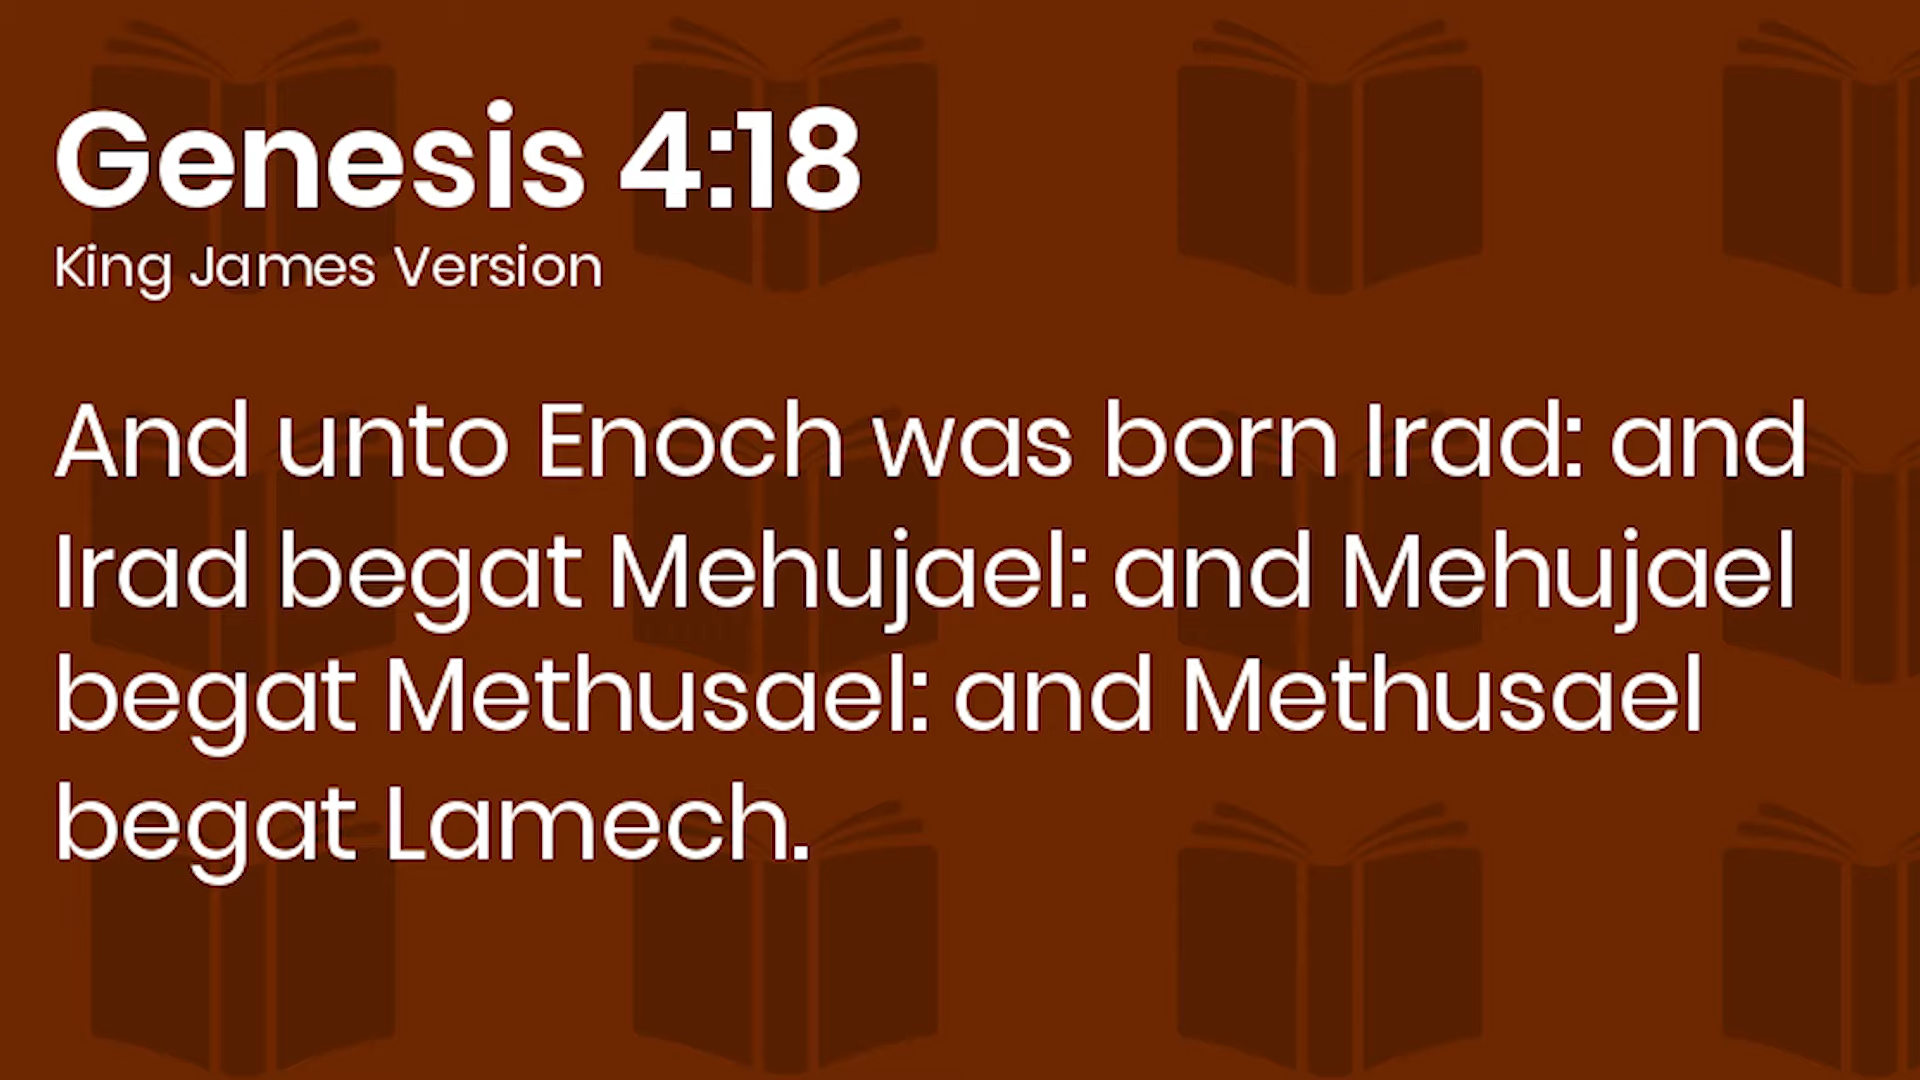 Genesis 4:18
King James Version
And unto Enoch was born Irad: and
Irad begat Mehujael: and Mehujael
begat Methusael: and Methusael
begat Lamech.